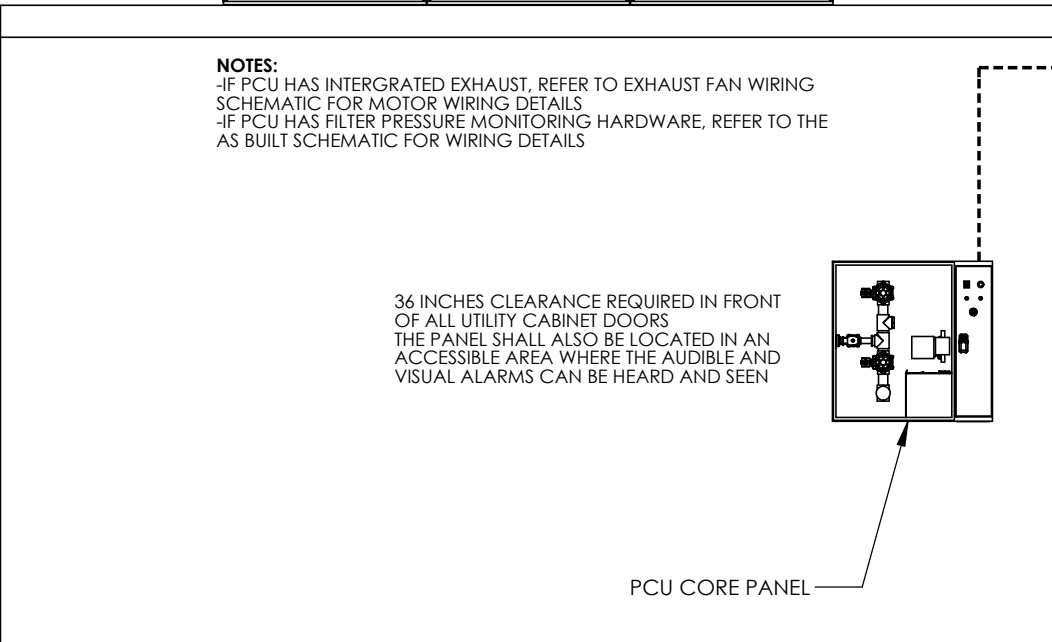 NOTES:
-IF PCU HAS INTERGRATED EXHAUST, REFER TO EXHAUST FAN WIRING
SCHEMATIC FOR MOTOR WIRING DETAILS
-IF PCU HAS FILTER PRESSURE MONITORING HARDWARE, REFER TO THE
AS BUILT SCHEMATIC FOR WIRING DETAILS
36 INCHES CLEARANCE REQUIRED IN FRONT
OF ALL UTILITY CABINET DOORS
THE PANEL SHALL ALSO BE LOCATED IN AN
ACCESSIBLE AREA WHERE THE AUDIBLE AND
VISUAL ALARMS CAN BE HEARD AND SEEN
PCU CORE PANEL